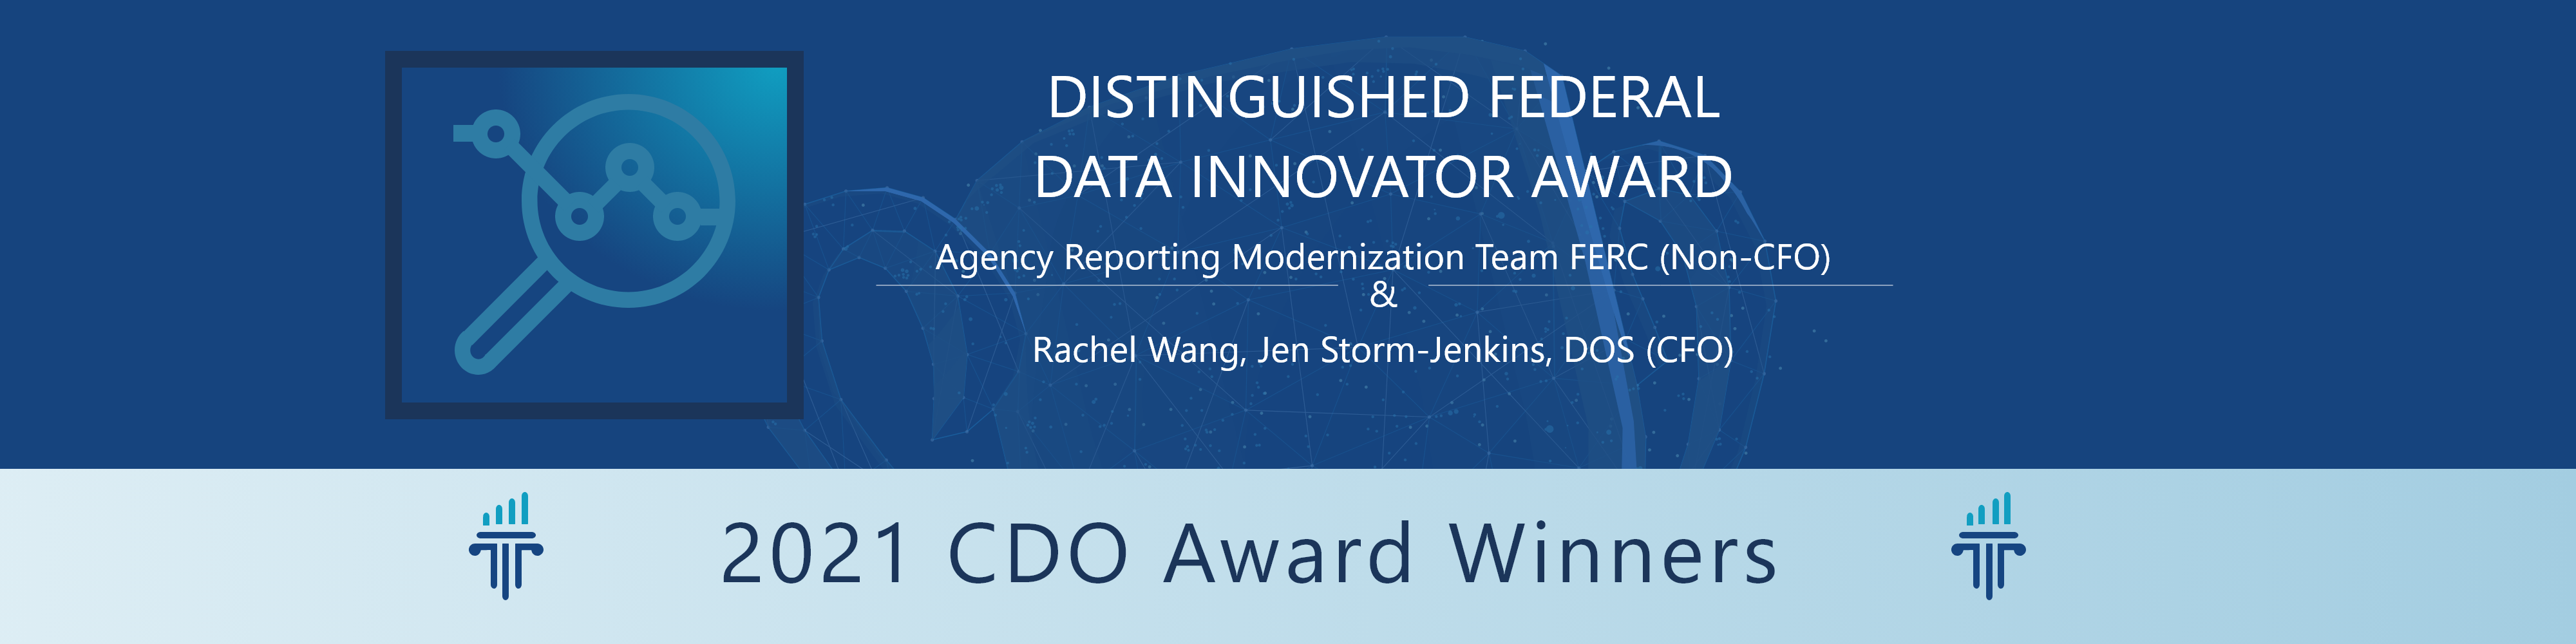 DISTINGUISHED FEDERAL
DATA INNOVATOR AWARD
Agency Reporting Modernization Team FERC (Non-CFO)
&
Rachel Wang, Jen Storm-Jenkins, DOS (CFO)
2021 CDO Award Winners